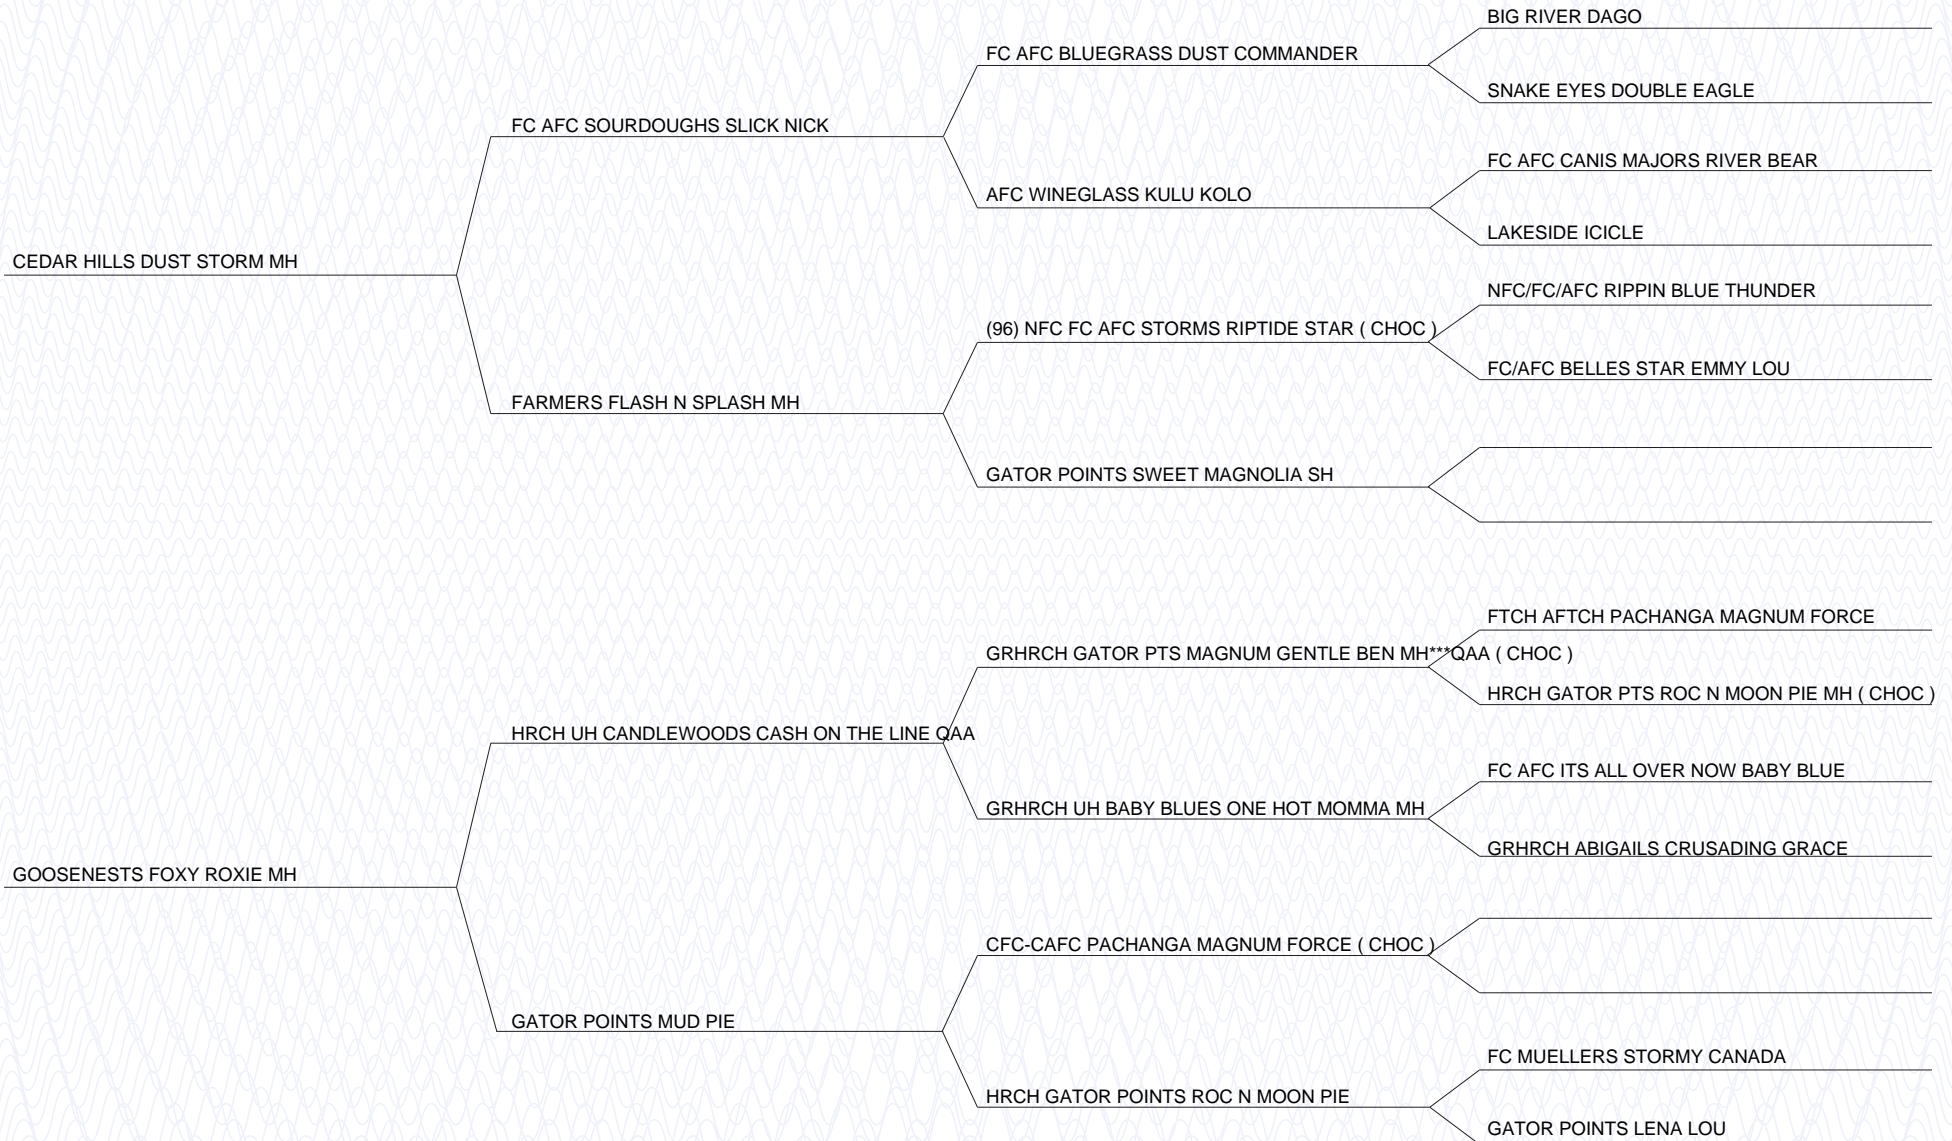 BIG RIVER DAGO
FC AFC BLUEGRASS DUST COMMANDER
SNAKE EYES DOUBLE EAGLE
FC AFC SOURDOUGHS SLICK NICK
FC AFC CANIS MAJORS RIVER BEAR
AFC WINEGLASS KULU KOLO
LAKESIDE ICICLE
CEDAR HILLS DUST STORM MH
NFC/FC/AFC RIPPIN BLUE THUNDER
(96) NFC FC AFC STORMS RIPTIDE STAR ( CHOC )
FC/AFC BELLES STAR EMMY LOU
FARMERS FLASH N SPLASH MH
GATOR POINTS SWEET MAGNOLIA SH
FTCH AFTCH PACHANGA MAGNUM FORCE
GRHRCH GATOR PTS MAGNUM GENTLE BEN MH***QAA ( CHOC )
HRCH GATOR PTS ROC N MOON PIE MH ( CHOC )
HRCH UH CANDLEWOODS CASH ON THE LINE QAA
FC AFC ITS ALL OVER NOW BABY BLUE
GRHRCH UH BABY BLUES ONE HOT MOMMA MH
GRHRCH ABIGAILS CRUSADING GRACE
GOOSENESTS FOXY ROXIE MH
CFC-CAFC PACHANGA MAGNUM FORCE ( CHOC )
GATOR POINTS MUD PIE
FC MUELLERS STORMY CANADA
HRCH GATOR POINTS ROC N MOON PIE
GATOR POINTS LENA LOU